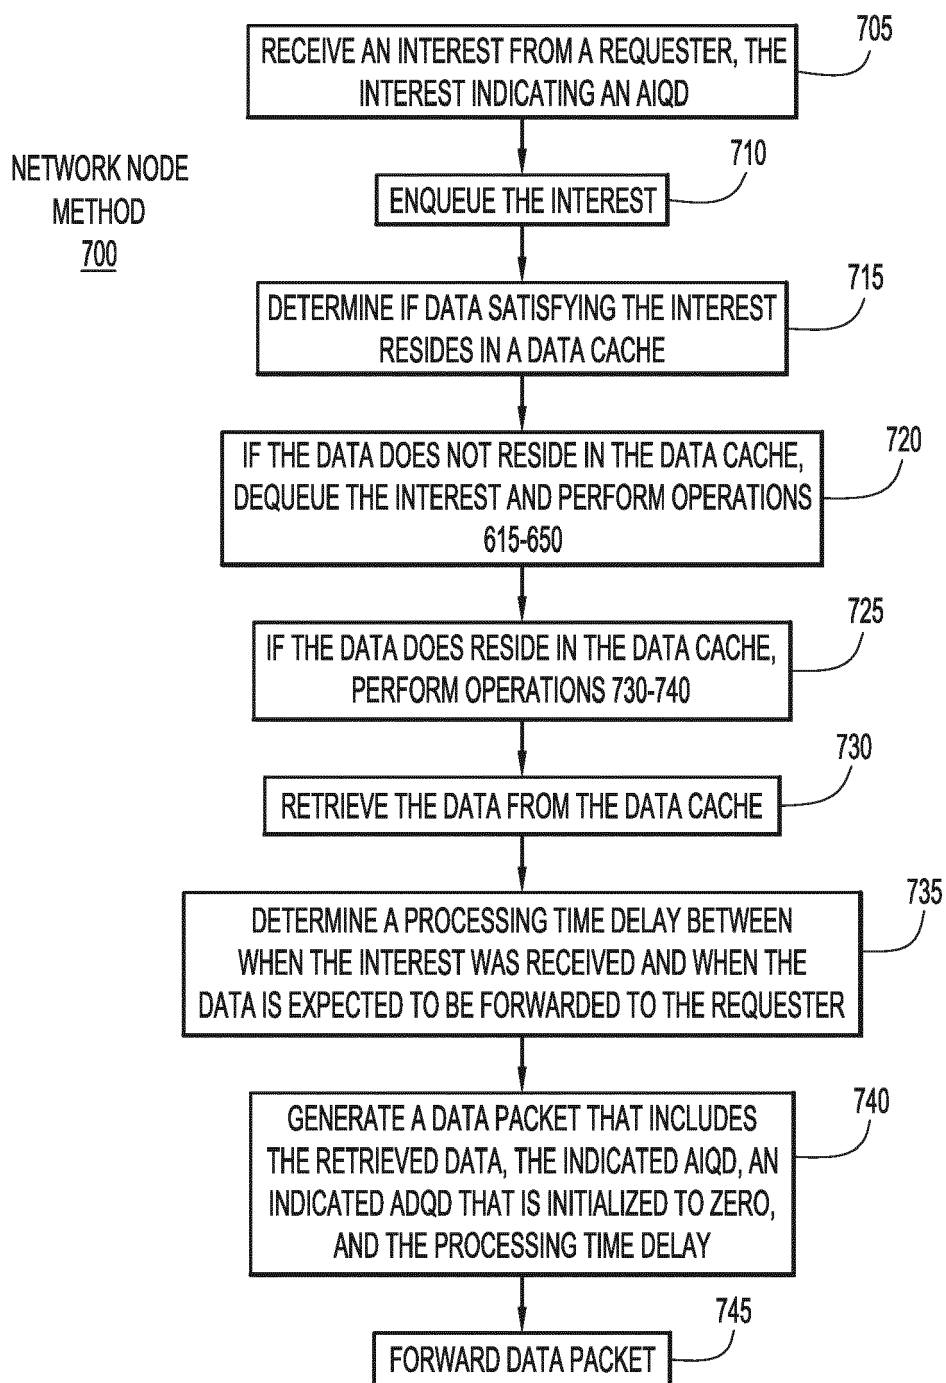 705
RECEIVE AN INTEREST FROM A REQUESTER, THE
INTEREST INDICATING AN AIQD
NETWORK NODE
METHOD
700
710
ENQUEUE THE INTEREST
715
DETERMINE IF DATA SATISFYING THE INTEREST
RESIDES IN A DATA CACHE
720
IF THE DATA DOES NOT RESIDE IN THE DATA CACHE,
DEQUEUE THE INTEREST AND PERFORM OPERATIONS
615-650
725
IF THE DATA DOES RESIDE IN THE DATA CACHE,
PERFORM OPERATIONS 730-740
730
RETRIEVE THE DATA FROM THE DATA CACHE
735
DETERMINE A PROCESSING TIME DELAY BETWEEN
WHEN THE INTEREST WAS RECEIVED AND WHEN THE
DATA IS EXPECTED TO BE FORWARDED TO THE REQUESTER
740
GENERATE A DATA PACKET THAT INCLUDES
THE RETRIEVED DATA, THE INDICATED AIQD, AN
INDICATED ADQD THAT IS INITIALIZED TO ZERO,
AND THE PROCESSING TIME DELAY
745
FORWARD DATA PACKET